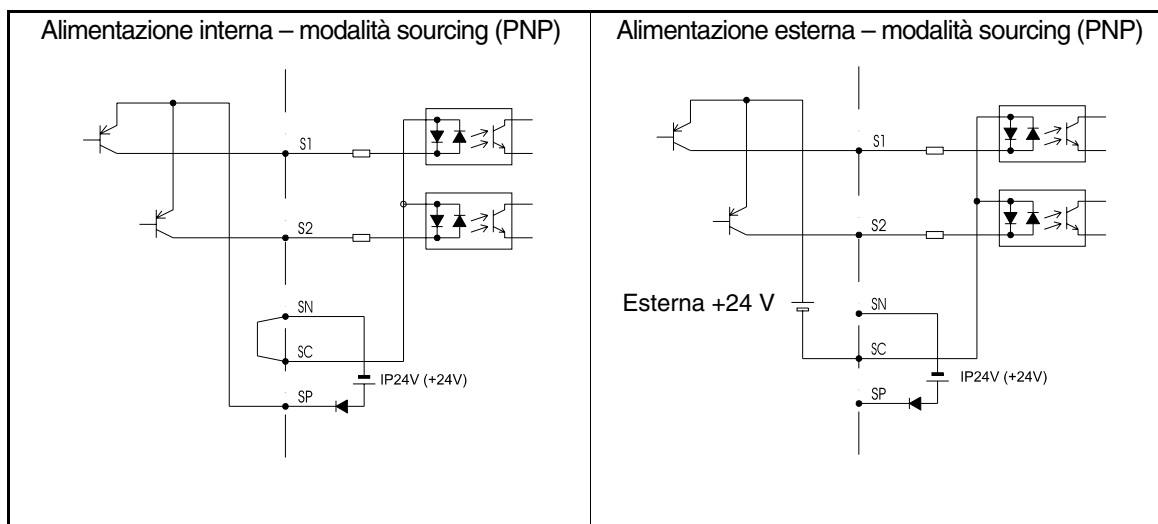 Alimentazione interna – modalità sourcing (PNP)
S1
S2
SN
SC
IP24V (+24V)
SP
Alimentazione esterna – modalità sourcing (PNP)
S1
S2
Esterna +24 V
SN
SC
IP24V (+24V)
SP